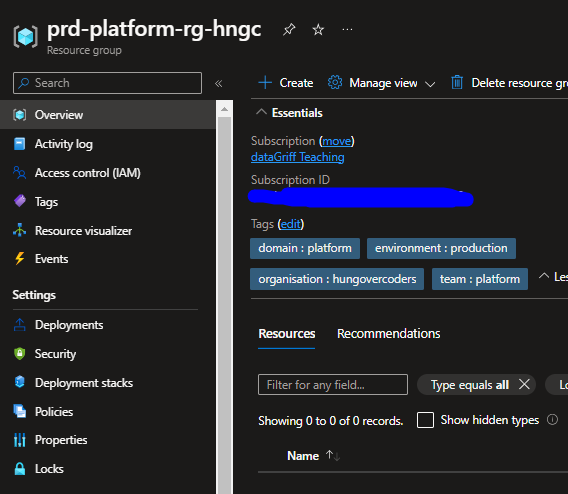 prd-platform-rg-hngc
Resource group
Search
Overview
Activity log
Access control (IAM)
Tags
Resource visualizer
Events
Settings
Deployments
Security
Deployment stacks
Policies
Properties
Locks
Create Manage view Delete resource gr
Essentials
Subscription (move)
dataGriff Teaching
Subscription ID
Tags (edit)
domain : platform environment : production
organisation : hungovercoders team : platform Les
Resources Recommendations
Filter for any field... Type equals all Lo
Showing 0 to 0 of 0 records. Show hidden types
Name